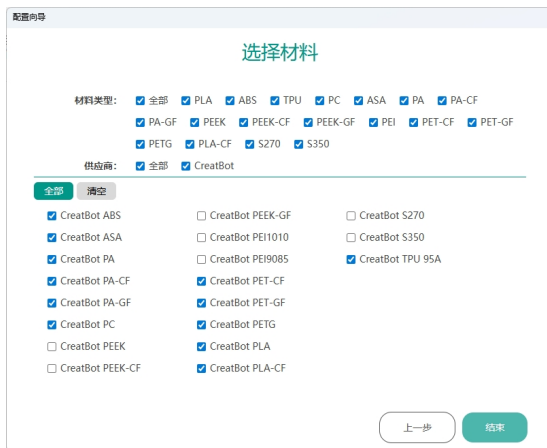 配置向导
选择材料
材料类型: 全部 PLA ABS TPU PC ASA PA PA-CF
PA-GF PEEK PEEK-CF PEEK-GF PEI PET-CF PET-GF
PETG PLA-CF S270 S350
供应商: 全部 CreatBot
全部 清空
CreatBot ABS CreatBot PEEK-GF CreatBot S270
CreatBot ASA CreatBot PEI1010 CreatBot S350
CreatBot PA CreatBot PEI9085 CreatBot TPU 95A
CreatBot PA-CF CreatBot PET-CF
CreatBot PA-GF CreatBot PET-GF
CreatBot PC CreatBot PETG
CreatBot PEEK CreatBot PLA
CreatBot PEEK-CF CreatBot PLA-CF
上一步 结束